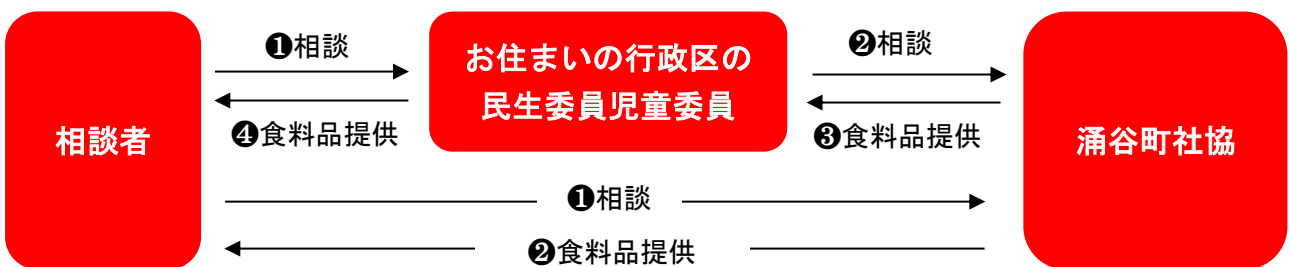 ❶相談
お住まいの行政区の
民生委員児童委員
❷相談
相談者
❹食料品提供
❸食料品提供
涌谷町社協
❶相談
❷食料品提供